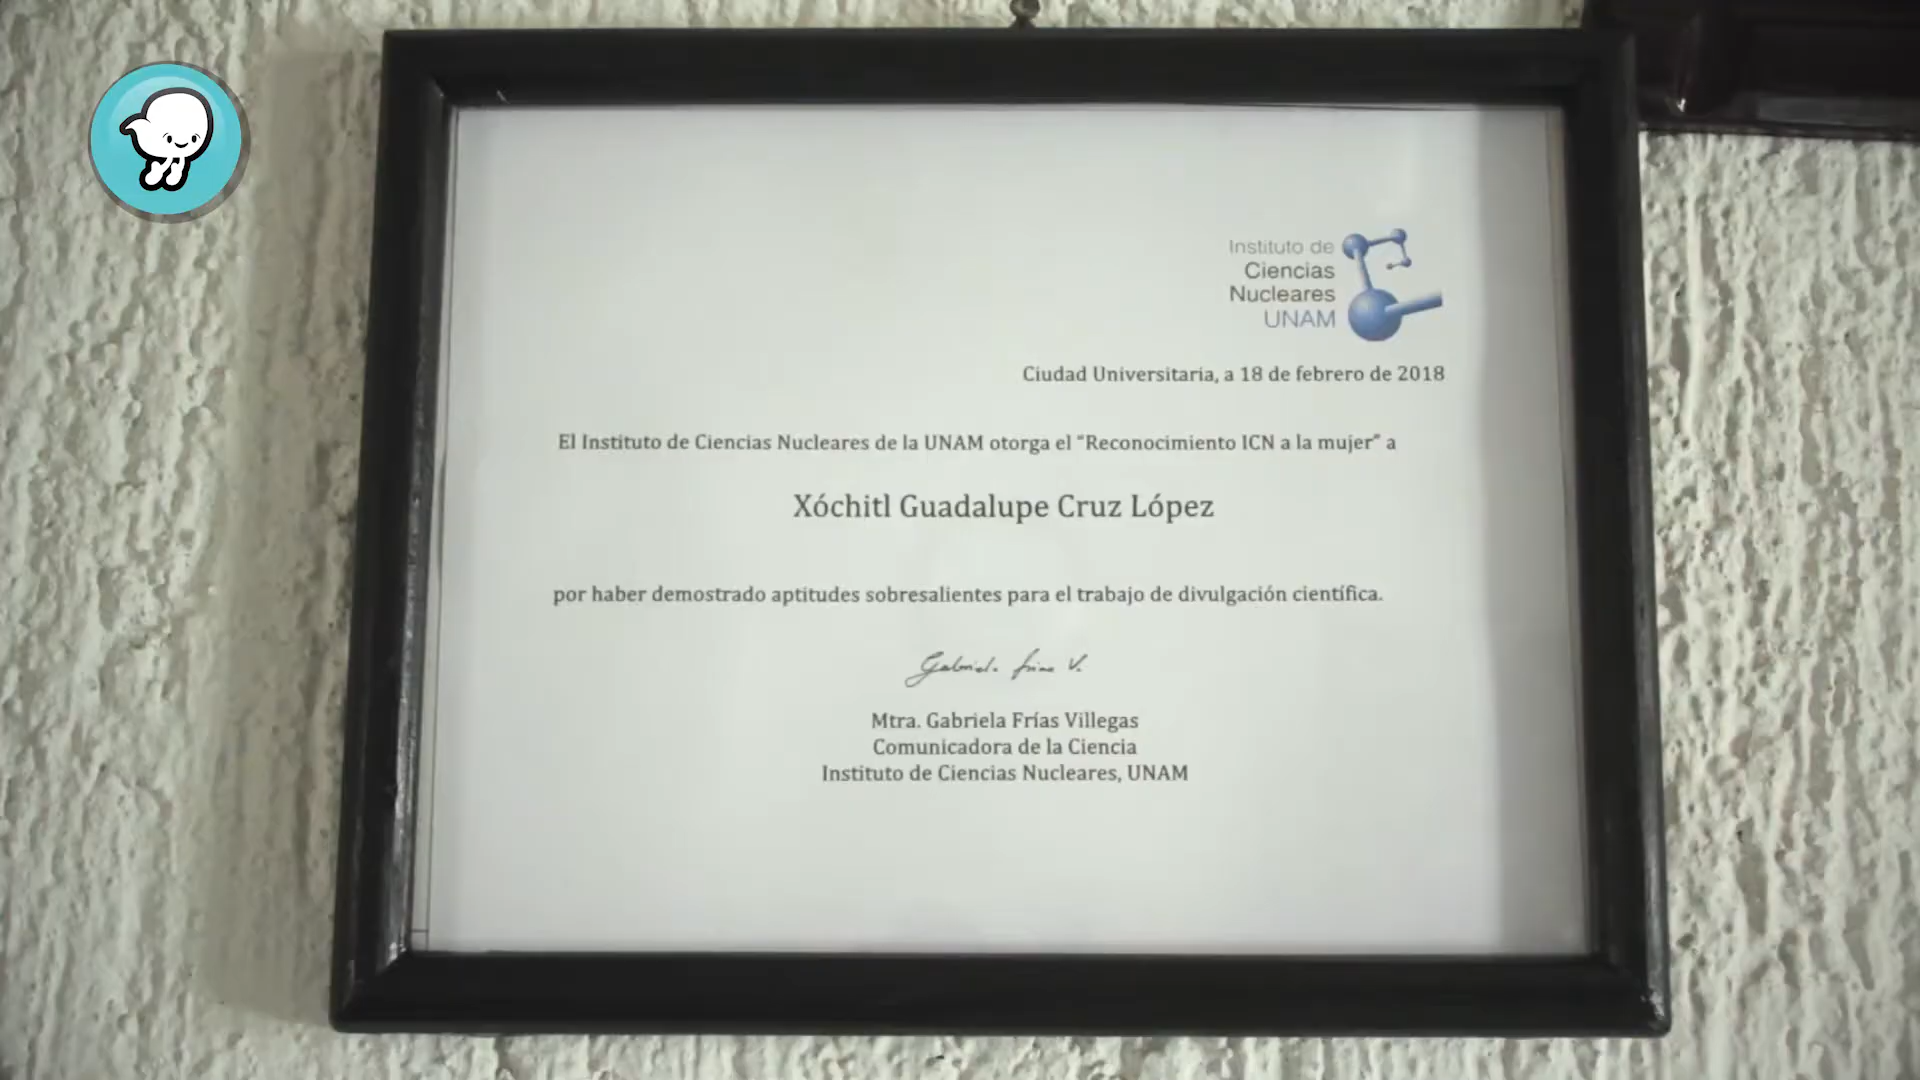 Instituto de
Ciencias
Nucleares
UNAM
Ciudad Universitaria, a 18 de febrero de 2018
El Instituto de Ciencias Nucleares de la UNAM otorga el “Reconocimiento ICN a la mujer” a
Xóchitl Guadalupe Cruz López
por haber demostrado aptitudes sobresalientes para el trabajo de divulgación científica.
Gabriela Frías V.
Mtra. Gabriela Frías Villegas
Comunicadora de la Ciencia
Instituto de Ciencias Nucleares, UNAM